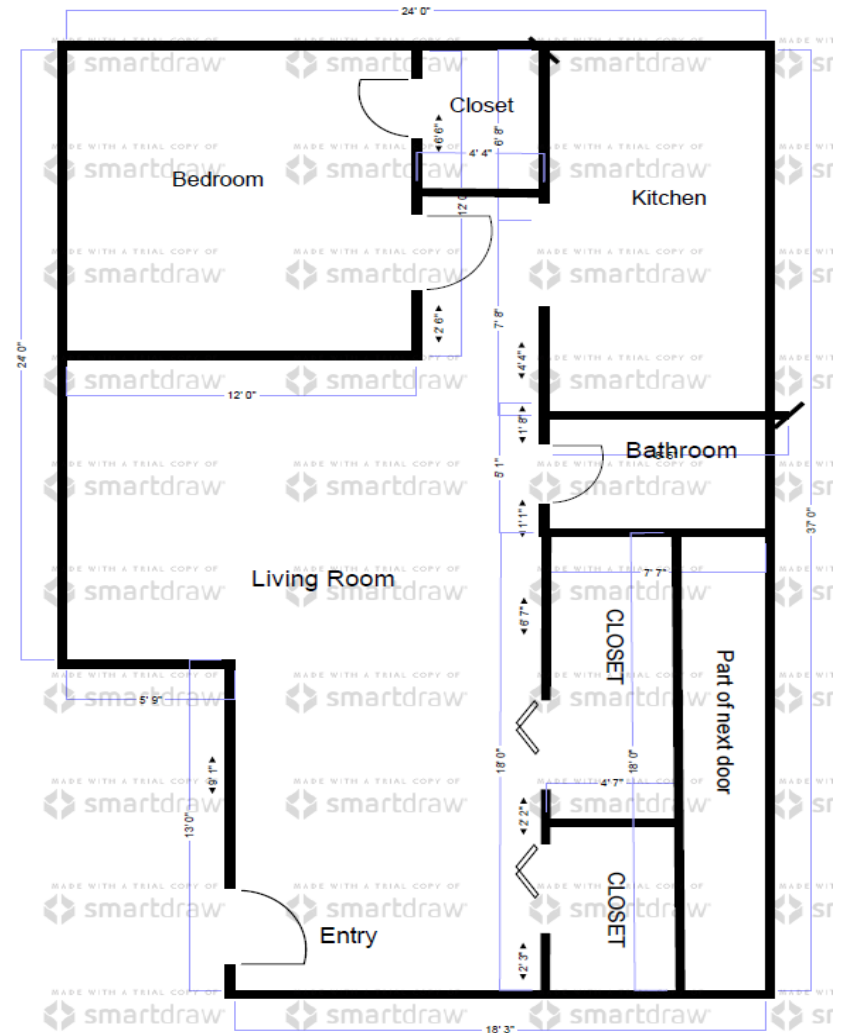 24' 0"
MADE WITH A TRIAL COPY OF
smartdraw
Closet
6'6"
6' 8"
4' 4"
Bedroom
Kitchen
12' 0
2' 6"
7' 8"
4' 4"
24' 0"
12' 0"
1' 8"
Bathroom
1' 1"
37' 0"
Living Room
7' 7"
6' 7"
CLOSET
Part of next door
5' 9"
9' 1"
18' 0"
18' 0"
4' 7"
2' 2"
13' 0"
CLOSET
Entry
2' 3"
18' 3"